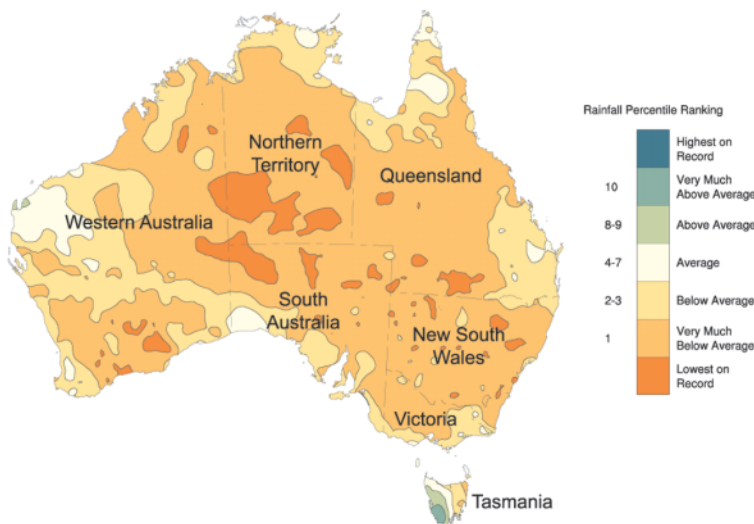 Northern
Territory
Queensland
Western Australia
South
Australia
New South
Wales
Victoria
Tasmania
Rainfall Percentile Ranking
Highest on
Record
10 Very Much
Above Average
8-9 Above Average
4-7 Average
2-3 Below Average
1 Very Much
Below Average
Lowest on
Record